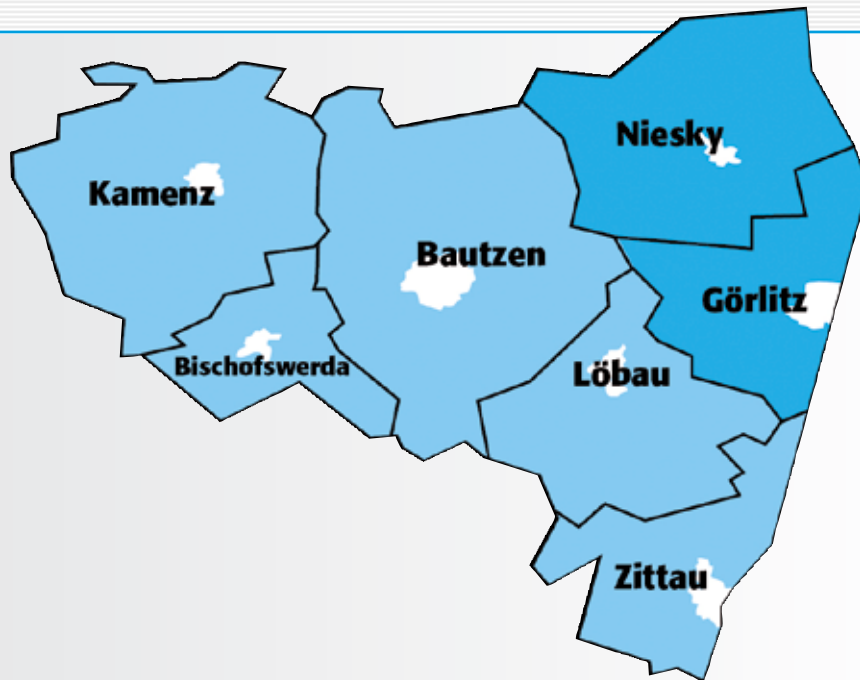 Niesky
Kamenz
Bautzen
Görlitz
Bischofswerda
Löbau
Zittau